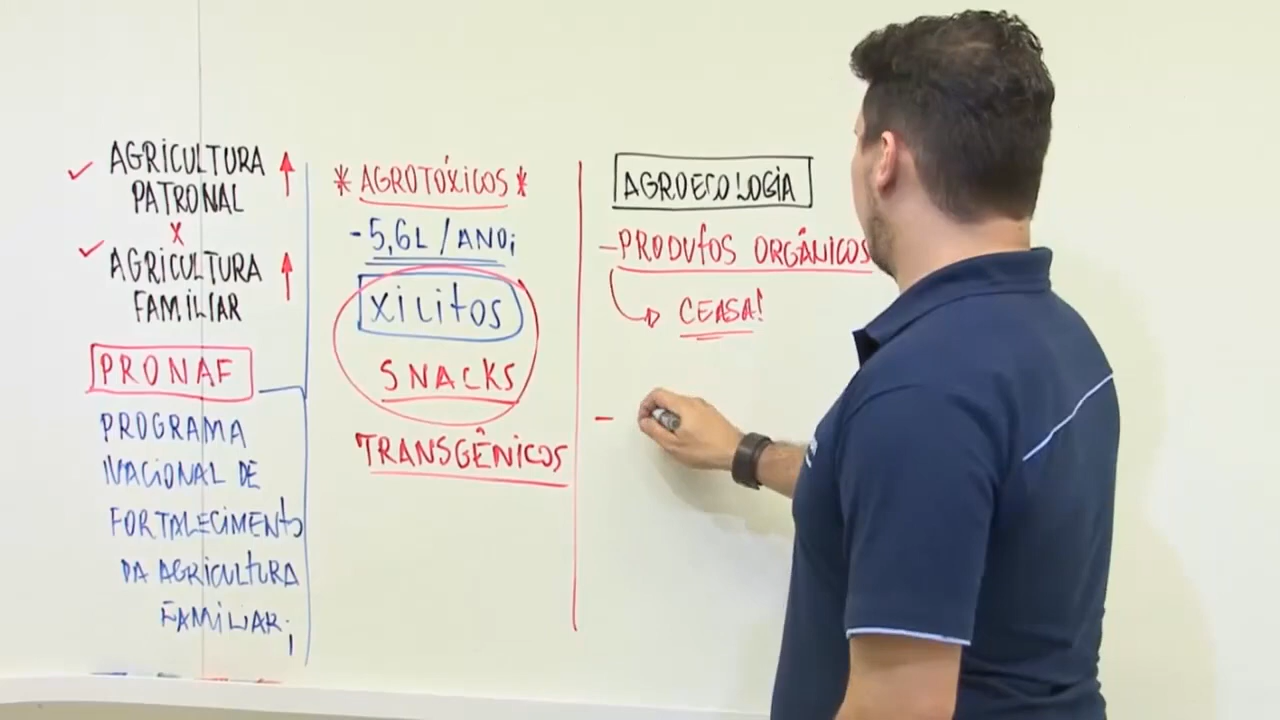 AGRICULTURA
PATRONAL
X
AGRICULTURA
FAMILIAR
PRONAF
PROGRAMA
NACIONAL DE
FORTALECIMENTO
DA AGRICULTURA
FAMILIAR;
* AGROTÓXICOS *
- 5,6L / ANO;
XILITOS
SNACKS
TRANSGÊNICOS
AGROECOLOGIA
- PRODUTOS ORGÂNICOS
CEASA!
-